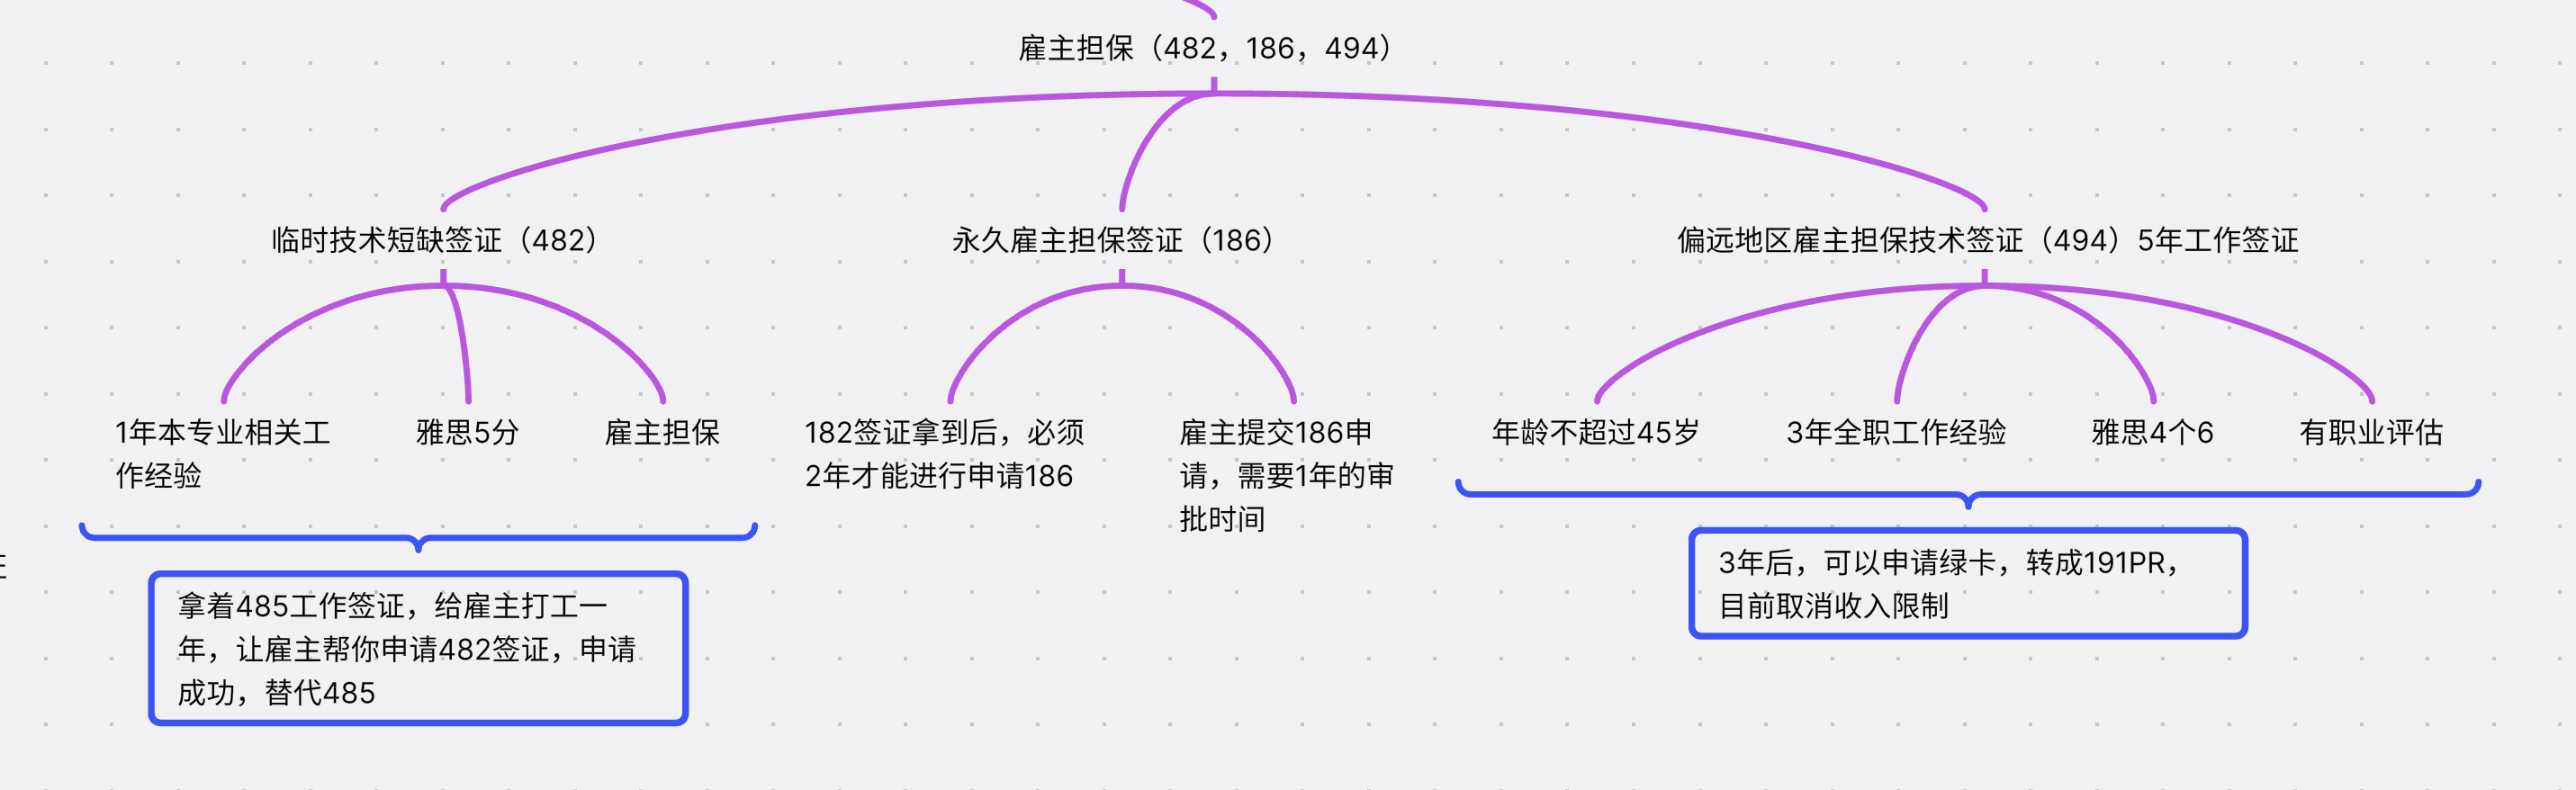 雇主担保（482，186，494）
临时技术短缺签证（482）
永久雇主担保签证（186）
偏远地区雇主担保技术签证（494）5年工作签证
1年本专业相关工
作经验
雅思5分
雇主担保
182签证拿到后，必须
2年才能进行申请186
雇主提交186申
请，需要1年的审
批时间
年龄不超过45岁
3年全职工作经验
雅思4个6
有职业评估
拿着485工作签证，给雇主打工一
年，让雇主帮你申请482签证，申请
成功，替代485
3年后，可以申请绿卡，转成191PR，
目前取消收入限制